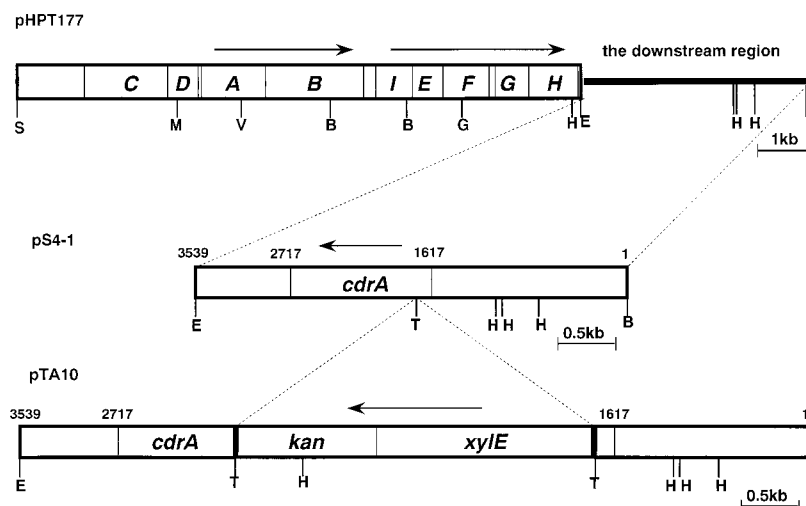 pHPT177
the downstream region
C D A B I E F G H
S M V B B G H E H H
1kb
pS4-1
3539 2717 1617 1
cdrA
E T H H H B
0.5kb
pTA10
3539 2717 1617 1
cdrA kan xylE
E T H T H H H
0.5kb